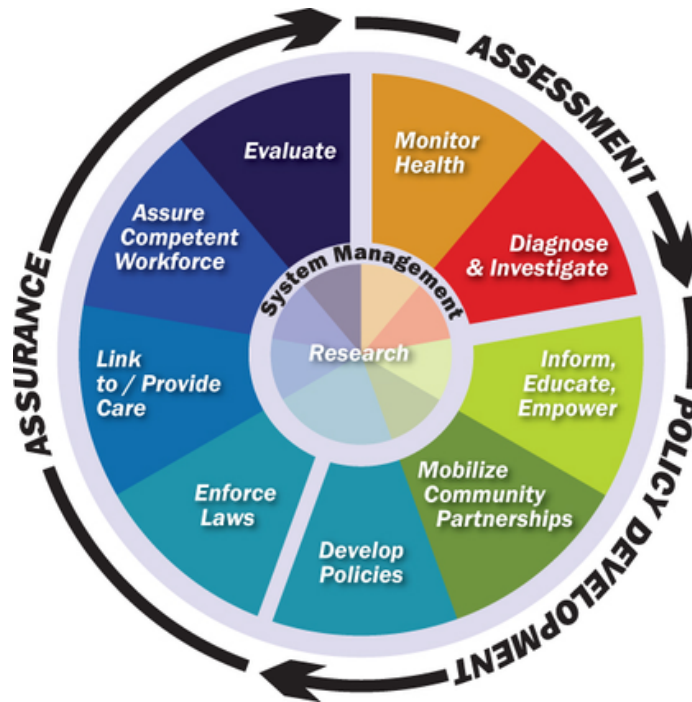 ASSESSMENT
Monitor
Health
Diagnose
& Investigate
POLICY DEVELOPMENT
Inform,
Educate,
Empower
Mobilize
Community
Partnerships
Develop
Policies
ASSURANCE
Enforce
Laws
Link
to / Provide
Care
Assure
Competent
Workforce
Evaluate
System Management
Research